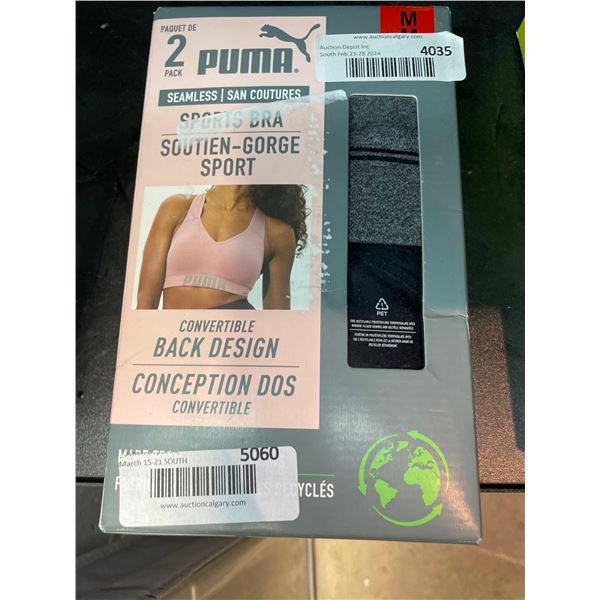 PAQUET DE
2
PACK
PUMA
M
www.auctioncalgary.com
Auction Depot Inc
South Feb 23-28 2024
4035
SEAMLESS | SAN COUTURES
SPORTS BRA
SOUTIEN-GORGE
SPORT
PUMA
CONVERTIBLE
BACK DESIGN
CONCEPTION DOS
CONVERTIBLE
1
PET
March 15-21 SOUTH
5060
www.auctioncalgary.com
RECYCLÉS